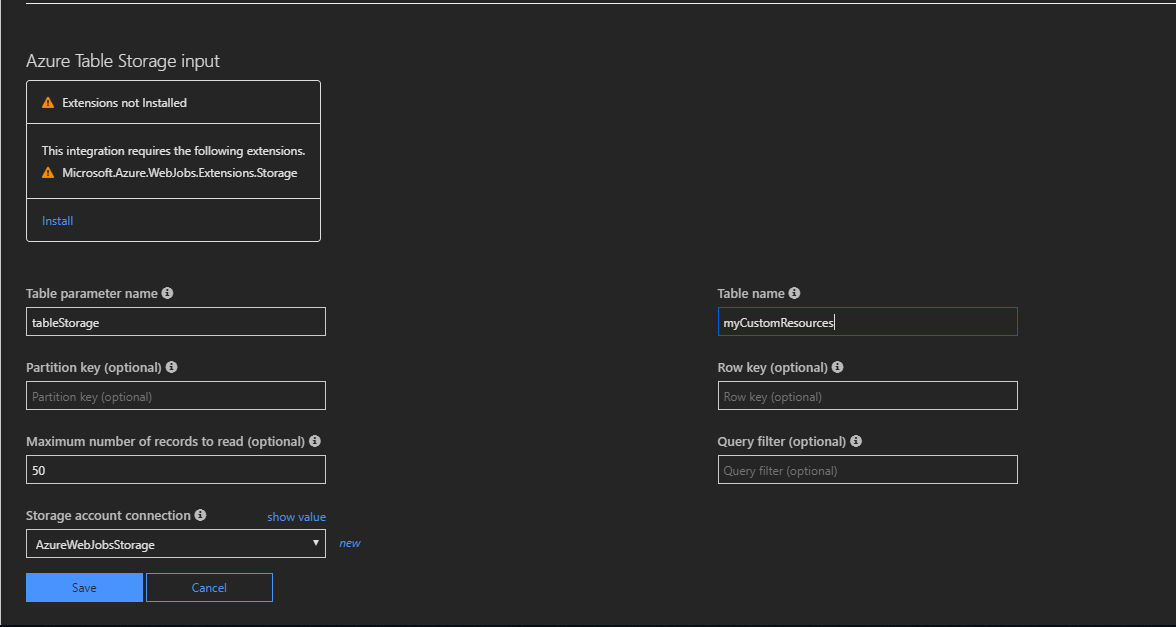 Azure Table Storage input
Extensions not Installed
This integration requires the following extensions.
Microsoft.Azure.WebJobs.Extensions.Storage
Install
Table parameter name
Table name
tableStorage
myCustomResources
Partition key (optional)
Row key (optional)
Partition key (optional)
Row key (optional)
Maximum number of records to read (optional)
Query filter (optional)
50
Query filter (optional)
Storage account connection
show value
AzureWebJobsStorage
new
Save
Cancel